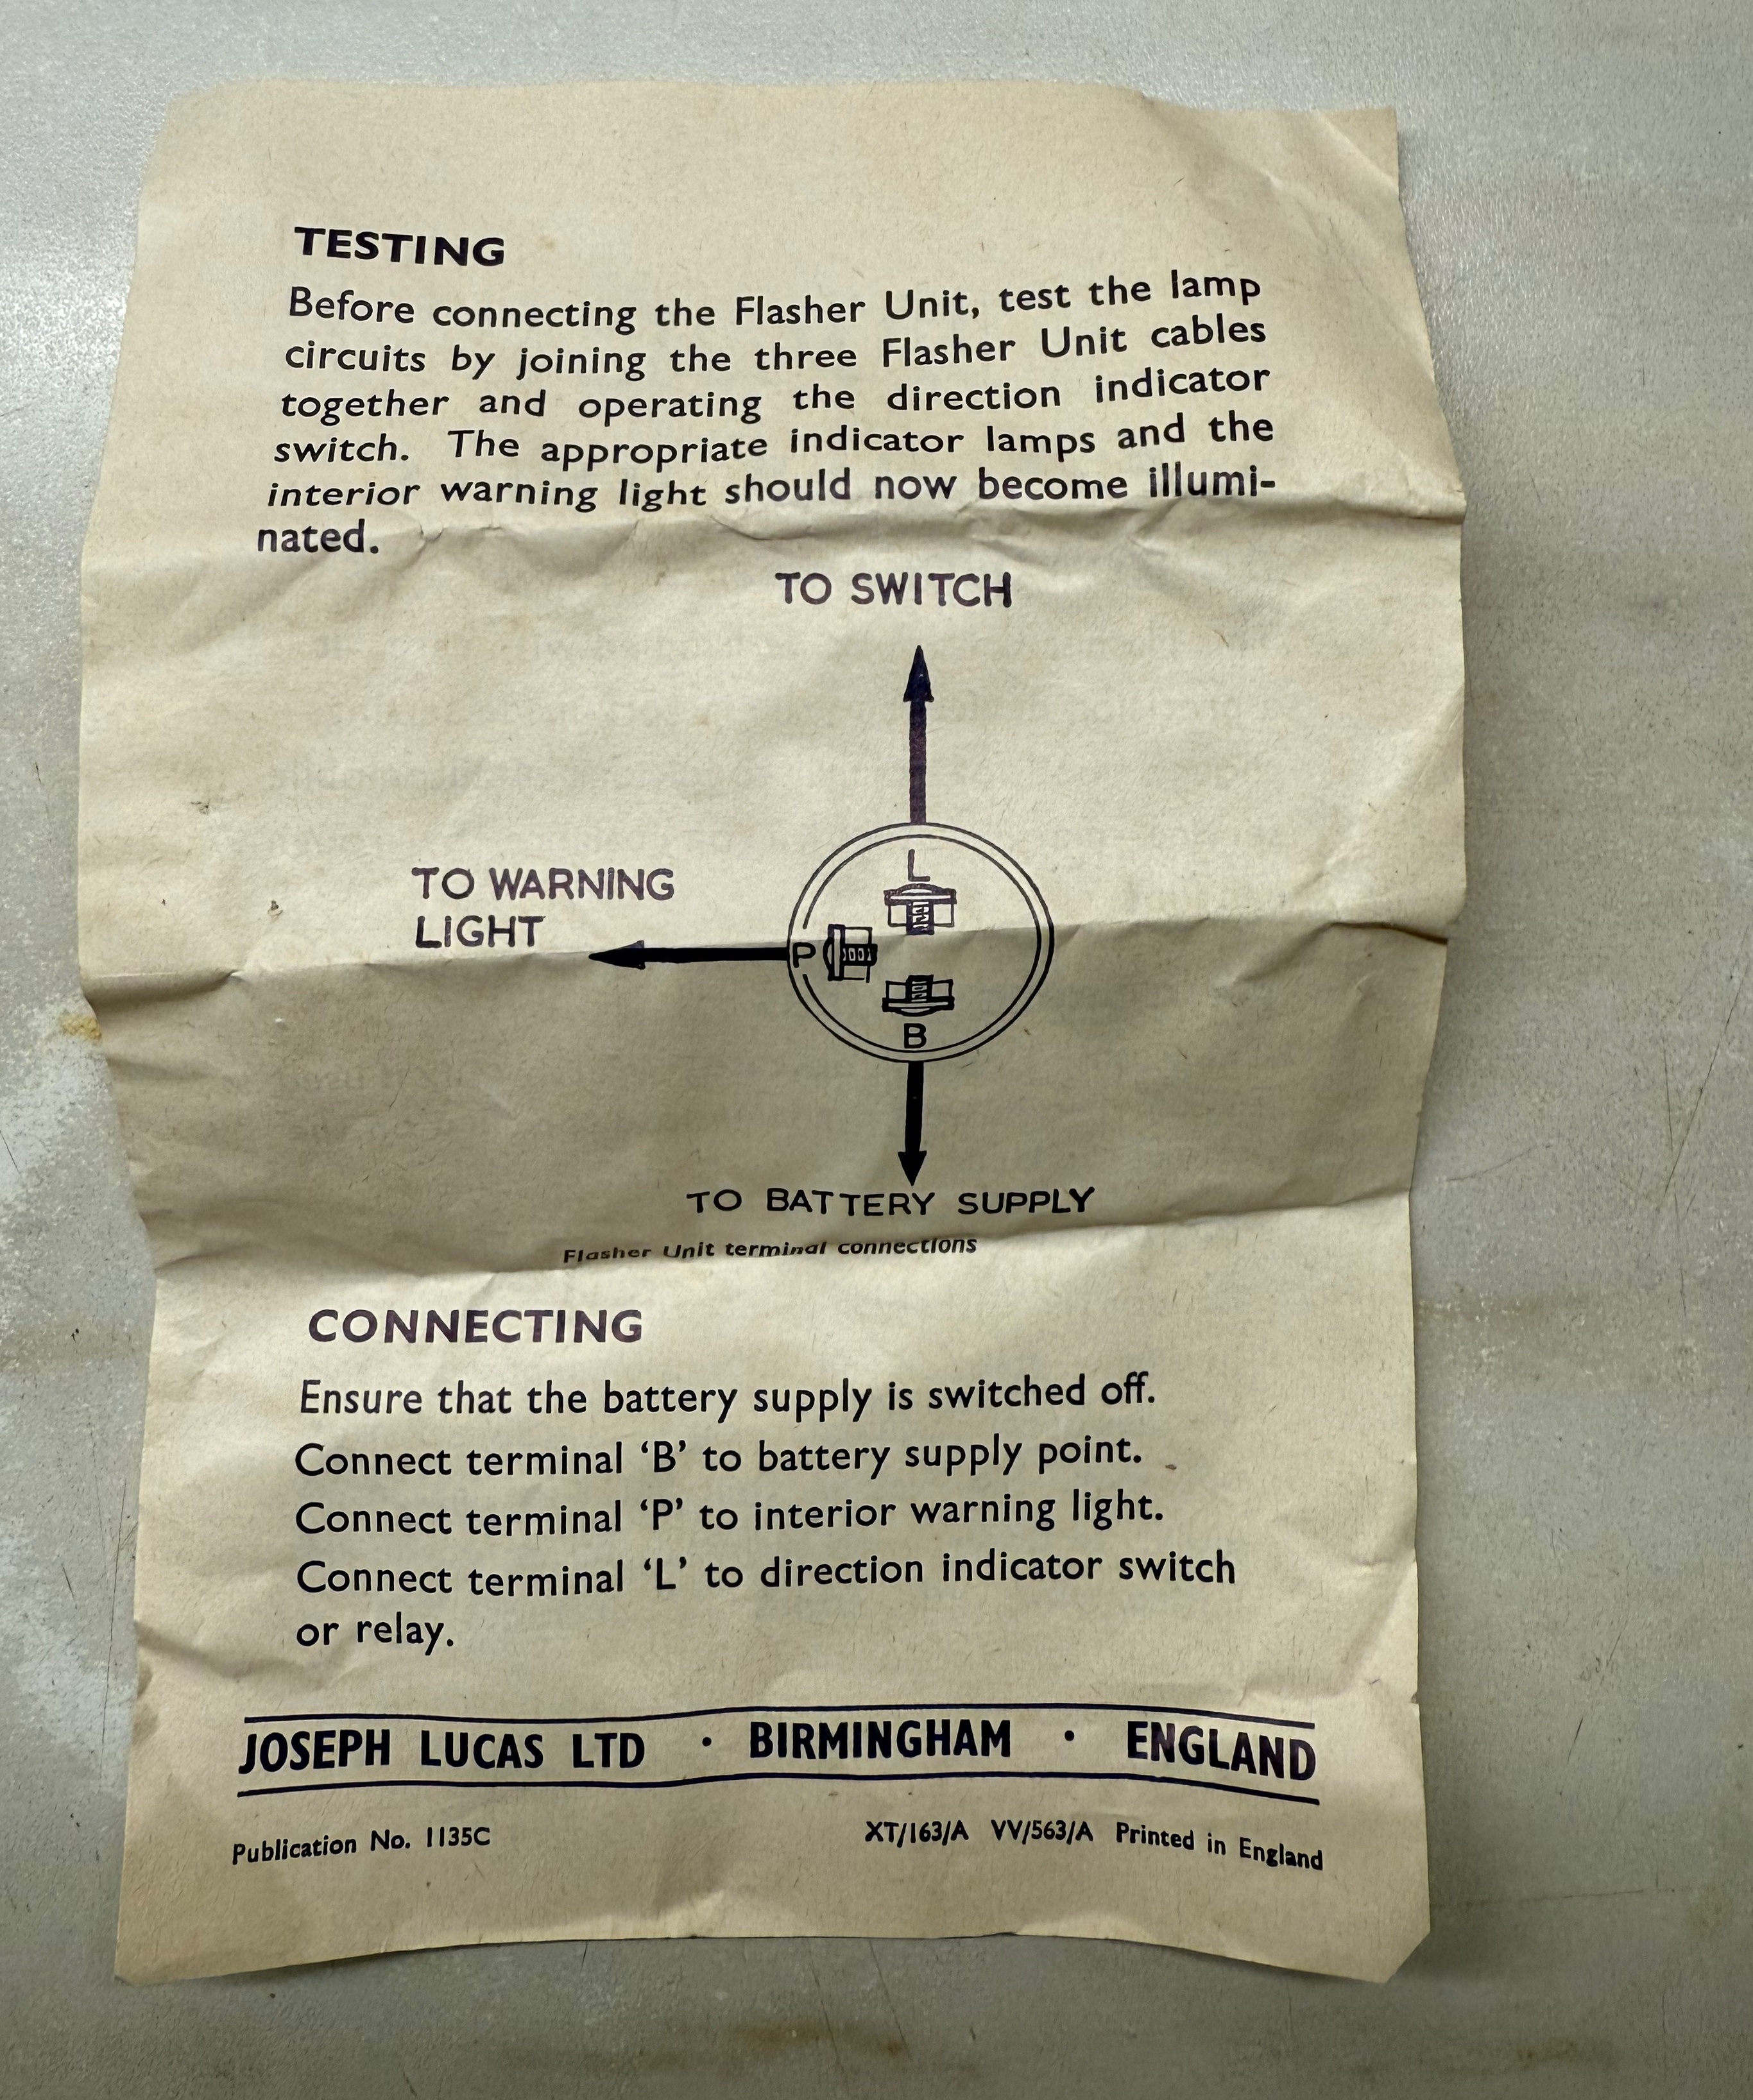 TESTING
Before connecting the Flasher Unit, test the lamp
circuits by joining the three Flasher Unit cables
together and operating the direction indicator
switch. The appropriate indicator lamps and the
interior warning light should now become illumi-
nated.
TO SWITCH
L
TO WARNING
LIGHT
P
B
TO BATTERY SUPPLY
Flasher Unit terminal connections
CONNECTING
Ensure that the battery supply is switched off.
Connect terminal ‘B’ to battery supply point.
Connect terminal ‘P’ to interior warning light.
Connect terminal ‘L’ to direction indicator switch
or relay.
JOSEPH LUCAS LTD · BIRMINGHAM · ENGLAND
Publication No. 1135C XT/163/A VV/563/A Printed in England